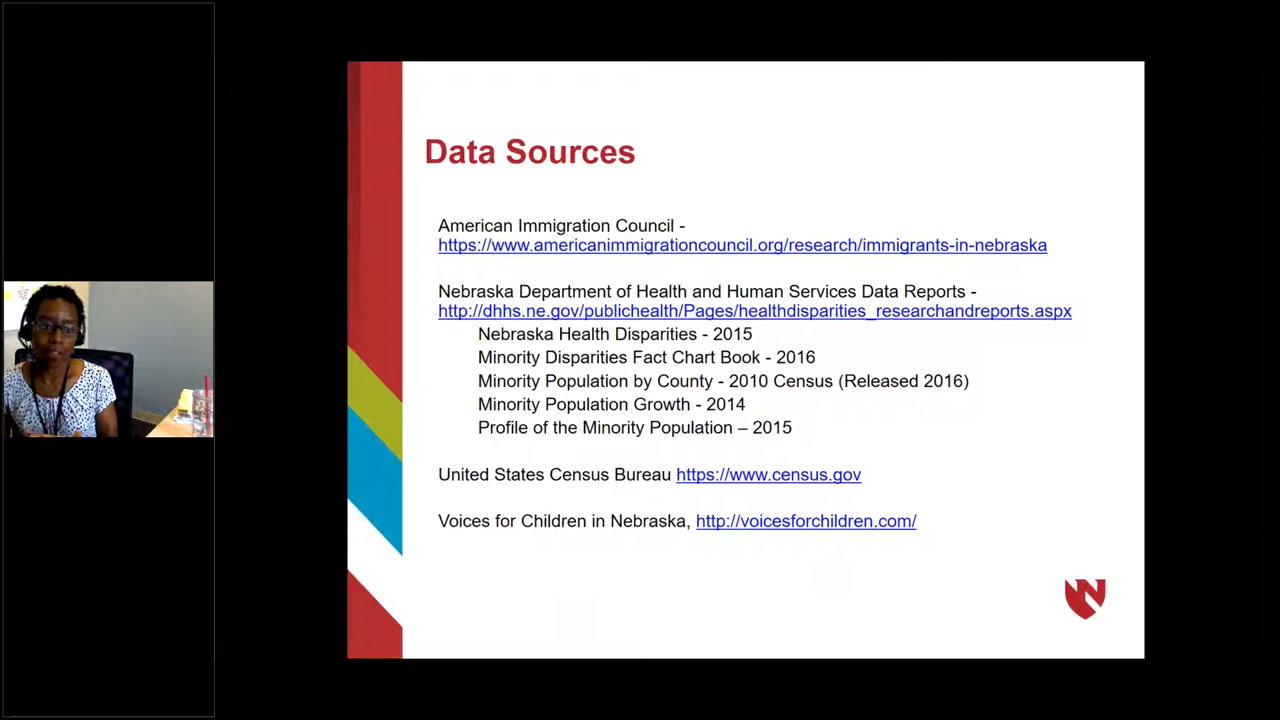 Data Sources
American Immigration Council -
https://www.americanimmigrationcouncil.org/research/immigrants-in-nebraska
Nebraska Department of Health and Human Services Data Reports -
http://dhhs.ne.gov/publichealth/Pages/healthdisparities_researchandreports.aspx
Nebraska Health Disparities - 2015
Minority Disparities Fact Chart Book - 2016
Minority Population by County - 2010 Census (Released 2016)
Minority Population Growth - 2014
Profile of the Minority Population – 2015
United States Census Bureau https://www.census.gov
Voices for Children in Nebraska, http://voicesforchildren.com/